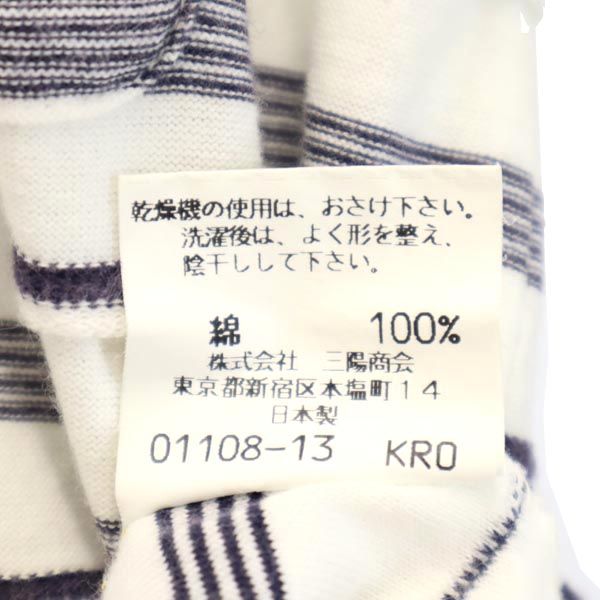 乾燥機の使用は、おさけ下さい。
洗濯後は、よく形を整え、
陰干しして下さい。
綿 100%
株式会社 三陽商会
東京都新宿区本塩町14
日本製
01108-13 KRO